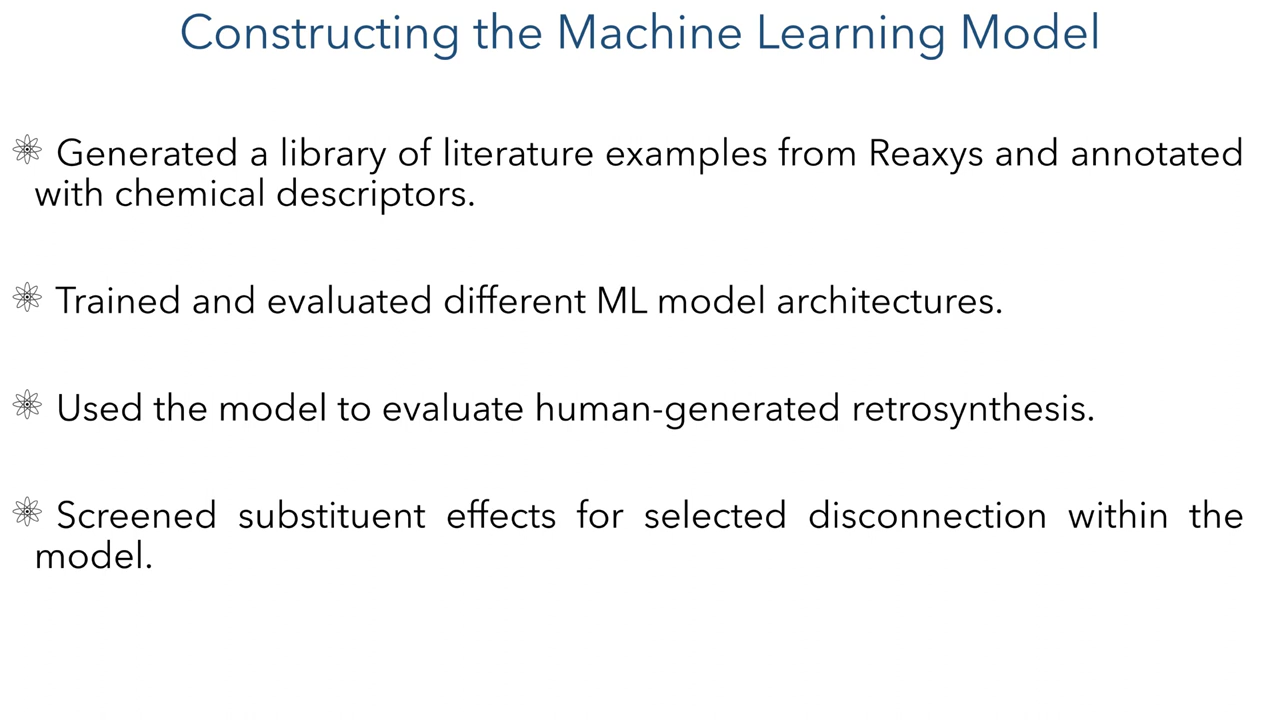 Constructing the Machine Learning Model
Generated a library of literature examples from Reaxys and annotated
with chemical descriptors.
Trained and evaluated different ML model architectures.
Used the model to evaluate human-generated retrosynthesis.
Screened substituent effects for selected disconnection within the
model.